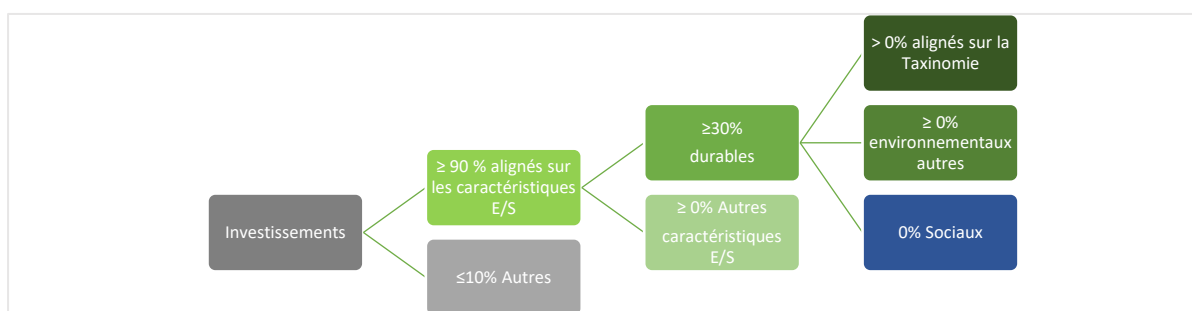 Investissements
≥ 90 % alignés sur
les caractéristiques
E/S
≤10% Autres
≥30%
durables
≥ 0% Autres
caractéristiques
E/S
> 0% alignés sur la
Taxinomie
≥ 0%
environnementaux
autres
0% Sociaux